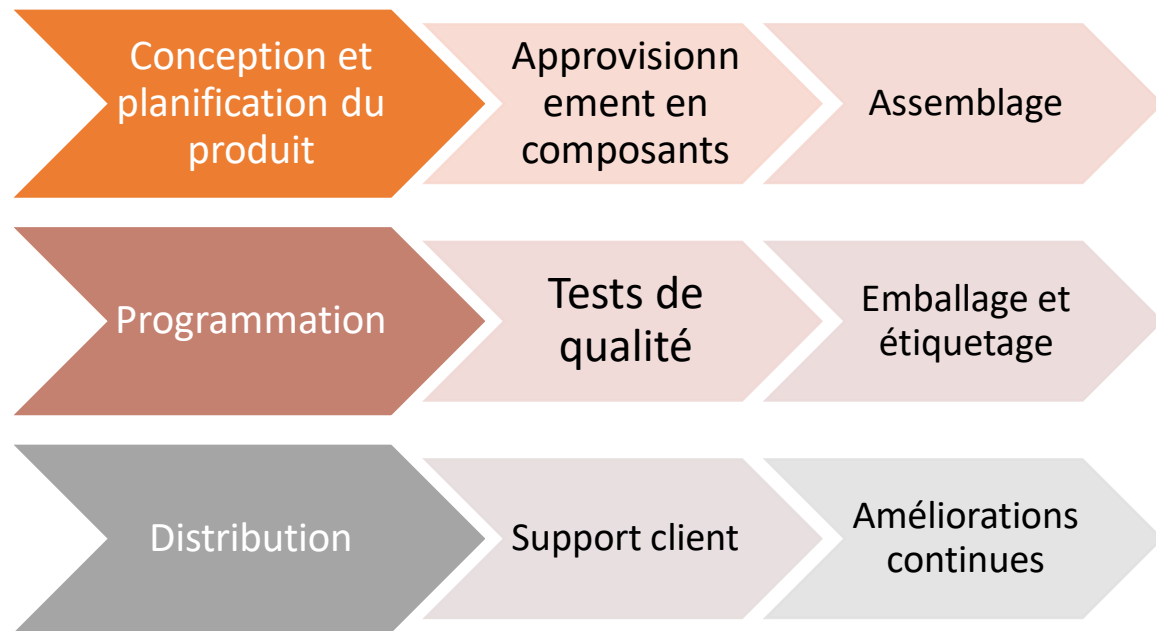 Conception et
planification du
produit
Approvisionn
ement en
composants
Assemblage
Programmation
Tests de
qualité
Emballage et
étiquetage
Distribution
Support client
Améliorations
continues